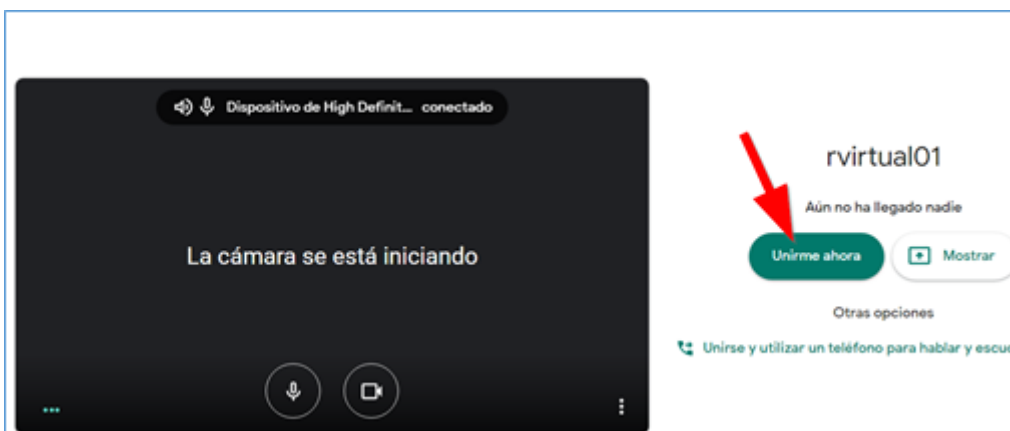 Dispositivo de High Definit... conectado
La cámara se está iniciando
rvirtual01
Aún no ha llegado nadie
Unirme ahora
Mostrar
Otras opciones
Unirse y utilizar un teléfono para hablar y escu